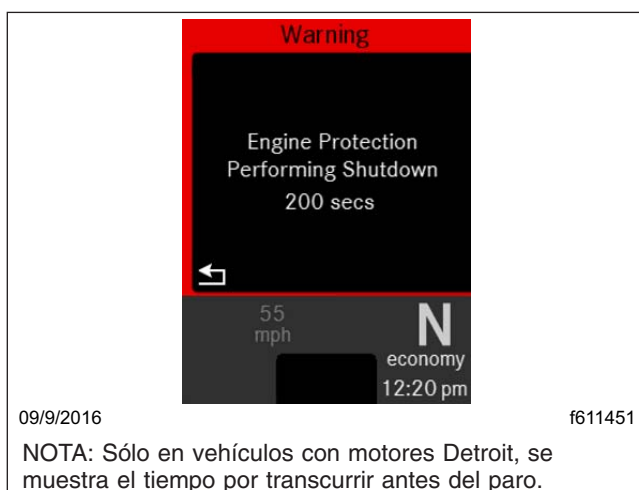 Warning
Engine Protection
Performing Shutdown
200 secs
55
mph
N
economy
12:20 pm
09/9/2016
f611451
NOTA: Sólo en vehículos con motores Detroit, se
muestra el tiempo por transcurrir antes del paro.